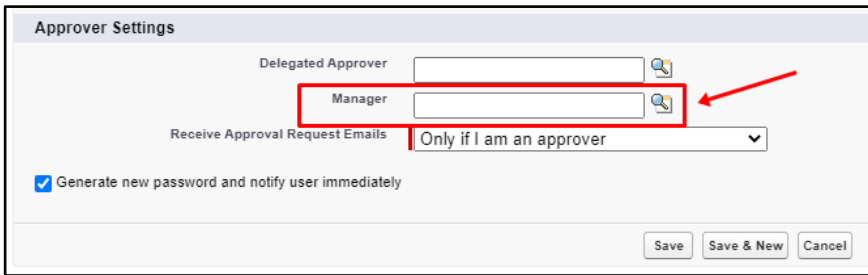 Approver Settings
Delegated Approver
Manager
Receive Approval Request Emails Only if I am an approver
Generate new password and notify user immediately
Save Save & New Cancel